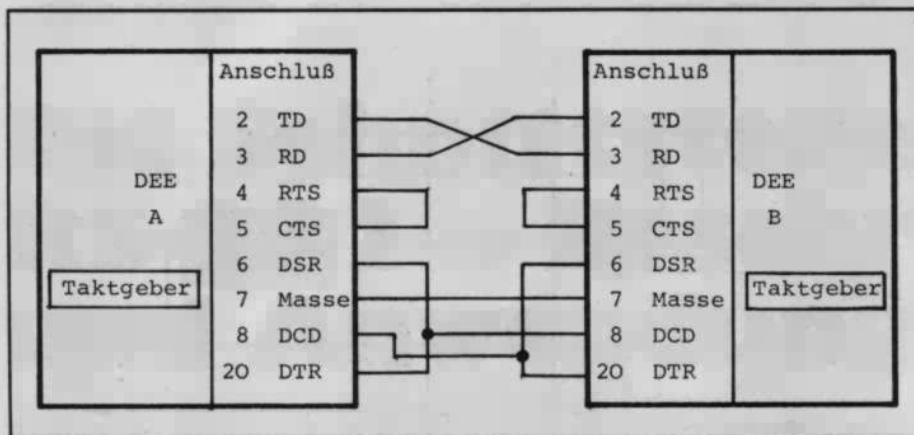 Anschluß
2 TD
3 RD
4 RTS
5 CTS
6 DSR
7 Masse
8 DCD
20 DTR
DEE
A
Taktgeber
Anschluß
2 TD
3 RD
4 RTS
5 CTS
6 DSR
7 Masse
8 DCD
20 DTR
DEE
B
Taktgeber